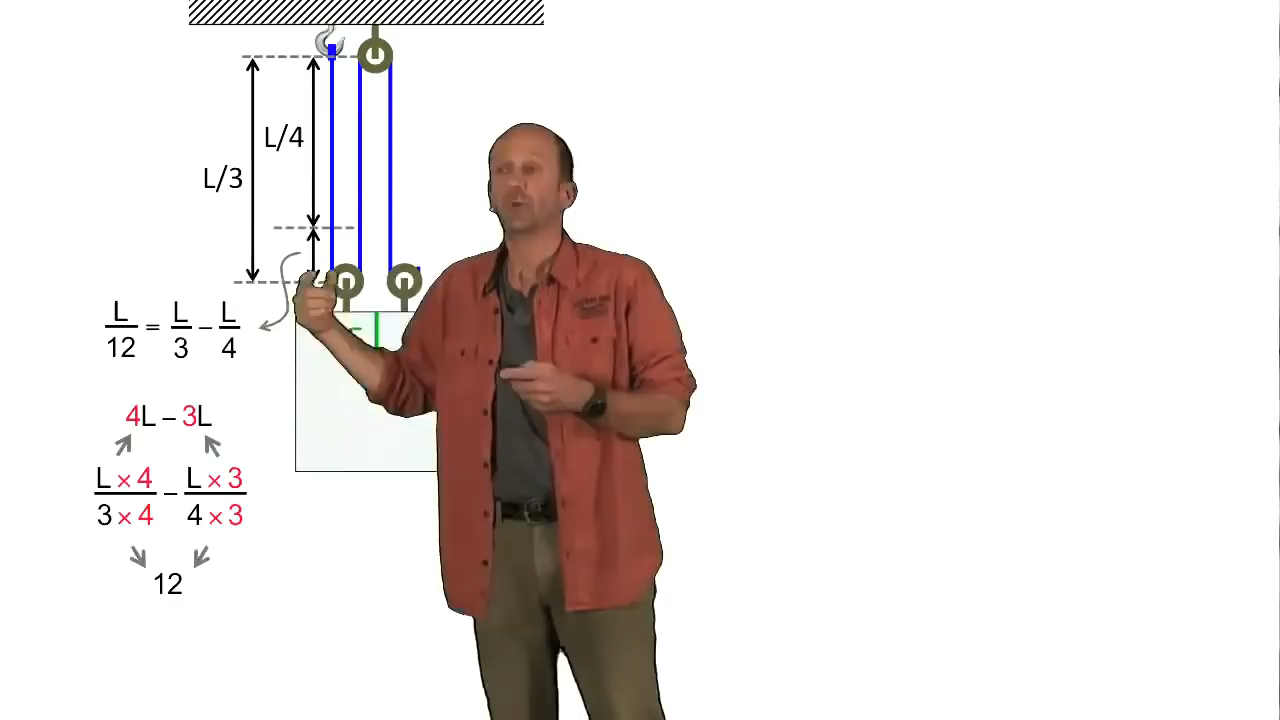 L/4
L/3
L/12 = L/3 – L/4
4L – 3L
L × 4 / 3 × 4 – L × 3 / 4 × 3
12